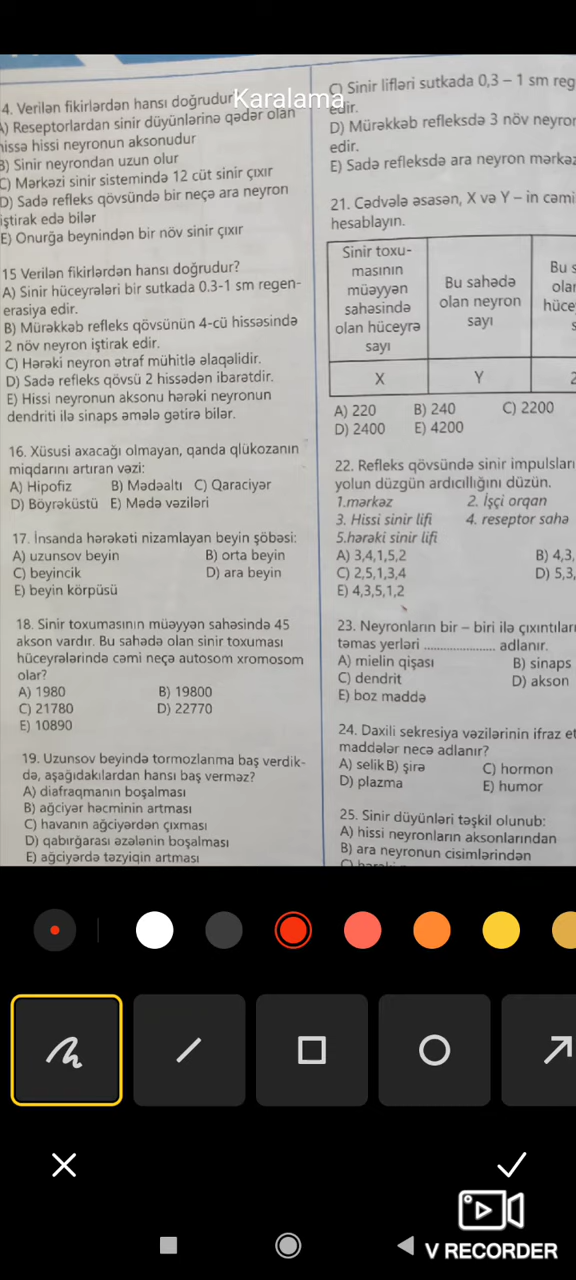 Karalama
4. Verilən fikirlərdən hansı doğrudur
A) Reseptorlardan sinir düyünlərinə qədər olan
hissə hissi neyronun aksonudur
B) Sinir neyrondan uzun olur
C) Mərkəzi sinir sistemində 12 cüt sinir çıxır
D) Sadə refleks qövsündə bir neçə ara neyron
iştirak edə bilər
E) Onurğa beynindən bir növ sinir çıxır
15 Verilən fikirlərdən hansı doğrudur?
A) Sinir hüceyrələri bir sutkada 0.3-1 sm regen-
erasiya edir.
B) Mürəkkəb refleks qövsünün 4-cü hissəsində
2 növ neyron iştirak edir.
C) Hərəki neyron ətraf mühitlə əlaqəlidir.
D) Sadə refleks qövsü 2 hissədən ibarətdir.
E) Hissi neyronun aksonu hərəki neyronun
dendriti ilə sinaps əmələ gətirə bilər.
16. Xüsusi axacağı olmayan, qanda qlükozanın
miqdarını artıran vəzi:
A) Hipofiz B) Mədəaltı C) Qaraciyər
D) Böyrəküstü E) Mədə vəziləri
17. İnsanda hərəkəti nizamlayan beyin şöbəsi:
A) uzunsov beyin B) orta beyin
C) beyincik D) ara beyin
E) beyin körpüsü
18. Sinir toxumasının müəyyən sahəsində 45
akson vardır. Bu sahədə olan sinir toxuması
hüceyrələrində cəmi neçə autosom xromosom
olar?
A) 1980 B) 19800
C) 21780 D) 22770
E) 10890
19. Uzunsov beyində tormozlanma baş verdik-
də, aşağıdakılardan hansı baş verməz?
A) diafraqmanın boşalması
B) ağciyər həcminin artması
C) havanın ağciyərdən çıxması
D) qabırğarası əzələnin boşalması
E) ağciyərdə təzyiqin artması
C) Sinir lifləri sutkada 0,3 – 1 sm reg
edir.
D) Mürəkkəb refleksdə 3 növ neyron
edir.
E) Sadə refleksdə ara neyron mərkəz
21. Cədvələ əsasən, X və Y – in cəmi
hesablayın.
Sinir toxu-
masının
müəyyən
sahəsində
olan hüceyrə
sayı
Bu sahədə
olan neyron
sayı
Bu s
olan
hüce
s
X Y
A) 220 B) 240 C) 2200
D) 2400 E) 4200
22. Refleks qövsündə sinir impulsları
yolun düzgün ardıcıllığını düzün.
1.mərkəz 2. İşçi orqan
3. Hissi sinir lifi 4. reseptor sahə
5.hərəki sinir lifi
A) 3,4,1,5,2 B) 4,3,
C) 2,5,1,3,4 D) 5,3,
E) 4,3,5,1,2
23. Neyronların bir – biri ilə çıxıntıları
təmas yerləri .................... adlanır.
A) mielin qişası B) sinaps
C) dendrit D) akson
E) boz maddə
24. Daxili sekresiya vəzilərinin ifraz et
maddələr necə adlanır?
A) selik B) şirə C) hormon
D) plazma E) humor
25. Sinir düyünləri təşkil olunub:
A) hissi neyronların aksonlarından
B) ara neyronun cisimlərindən
V RECORDER